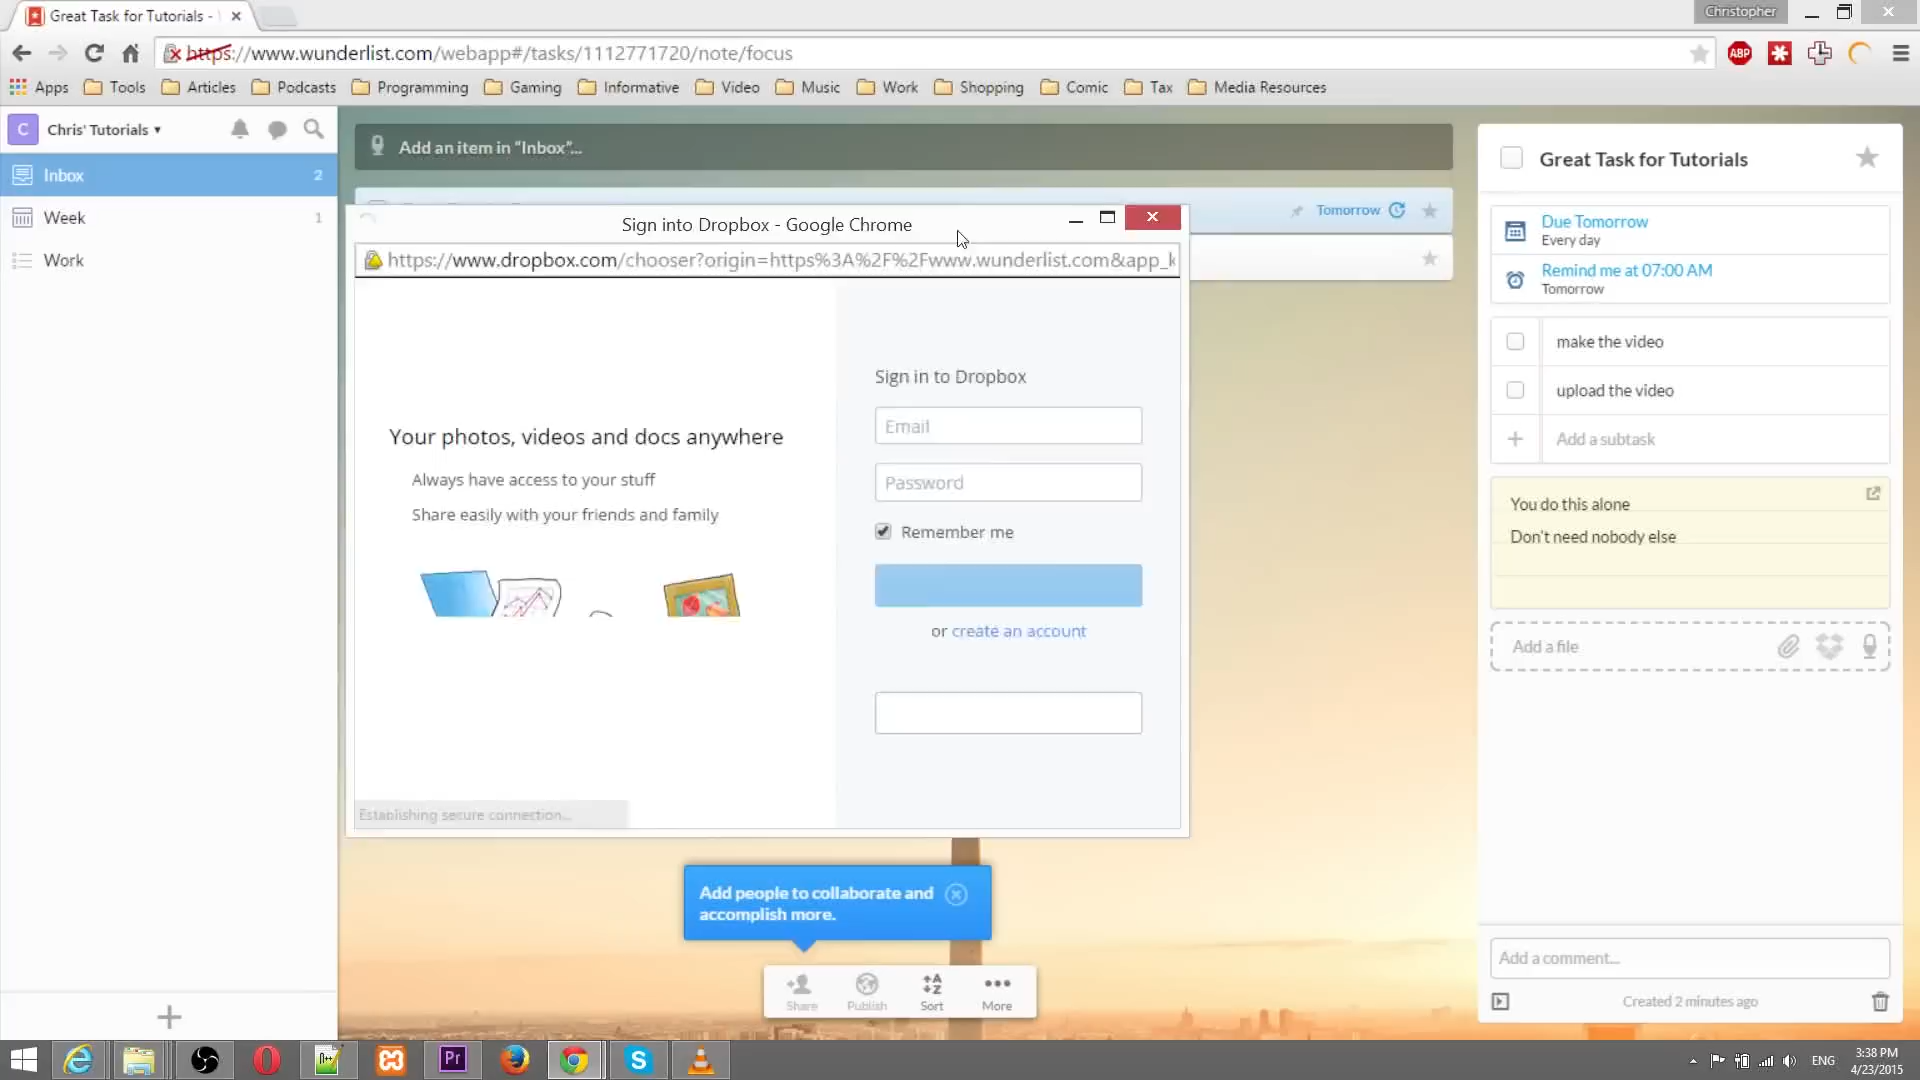 Great Task for Tutorials -
Christopher
https://www.wunderlist.com/webapp#/tasks/1112771720/note/focus
ABP
Apps
Tools
Articles
Podcasts
Programming
Gaming
Informative
Video
Music
Work
Shopping
Comic
Tax
Media Resources
C
Chris' Tutorials
Inbox
2
Week
1
Work
Add an item in "Inbox"...
Tomorrow
Sign into Dropbox - Google Chrome
https://www.dropbox.com/chooser?origin=https%3A%2F%2Fwww.wunderlist.com&app_k
Your photos, videos and docs anywhere
Always have access to your stuff
Share easily with your friends and family
Sign in to Dropbox
Email
Password
Remember me
or create an account
Establishing secure connection...
Add people to collaborate and
accomplish more.
Share
Publish
A
Z
Sort
More
Great Task for Tutorials
Due Tomorrow
Every day
Remind me at 07:00 AM
Tomorrow
make the video
upload the video
Add a subtask
You do this alone
Don't need nobody else
Add a file
Add a comment...
Created 2 minutes ago
Pr
ENG
3:38 PM
4/23/2015